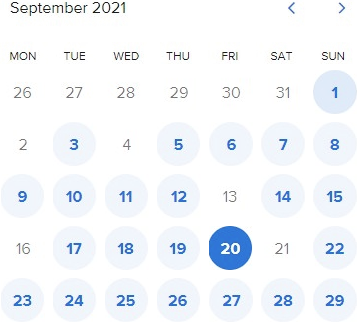 September 2021
MON TUE WED THU FRI SAT SUN
26 27 28 29 30 31 1
2 3 4 5 6 7 8
9 10 11 12 13 14 15
16 17 18 19 20 21 22
23 24 25 26 27 28 29